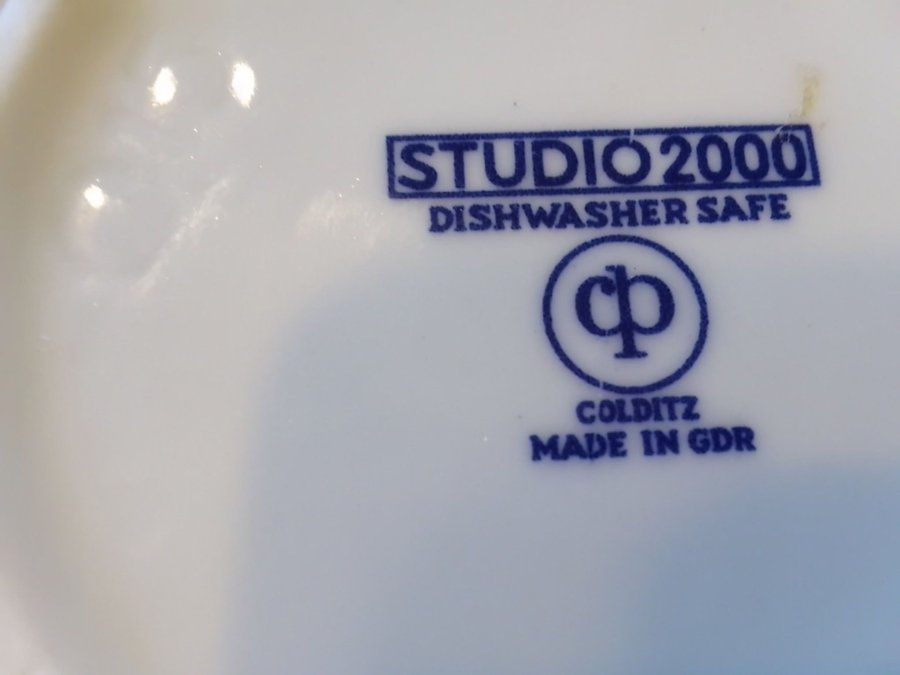 STUDIO 2000
DISHWASHER SAFE
cp
COLDITZ
MADE IN GDR